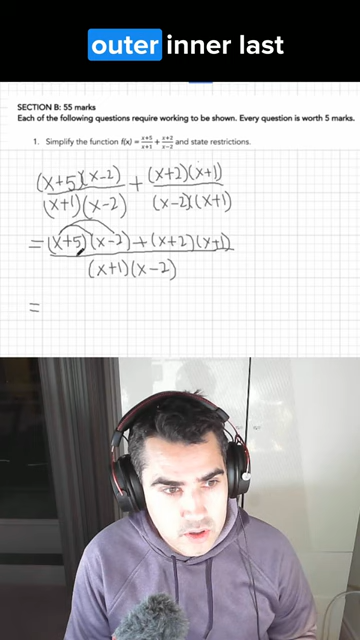 outer inner last
SECTION B: 55 marks
Each of the following questions require working to be shown. Every question is worth 5 marks.
1. Simplify the function f(x) = x+5/x+1 + x+2/x−2 and state restrictions.
(x+5)(x−2)/(x+1)(x−2) + (x+2)(x+1)/(x−2)(x+1)
= (x+5)(x−2)+(x+2)(x+1)
(x+1)(x−2)
=